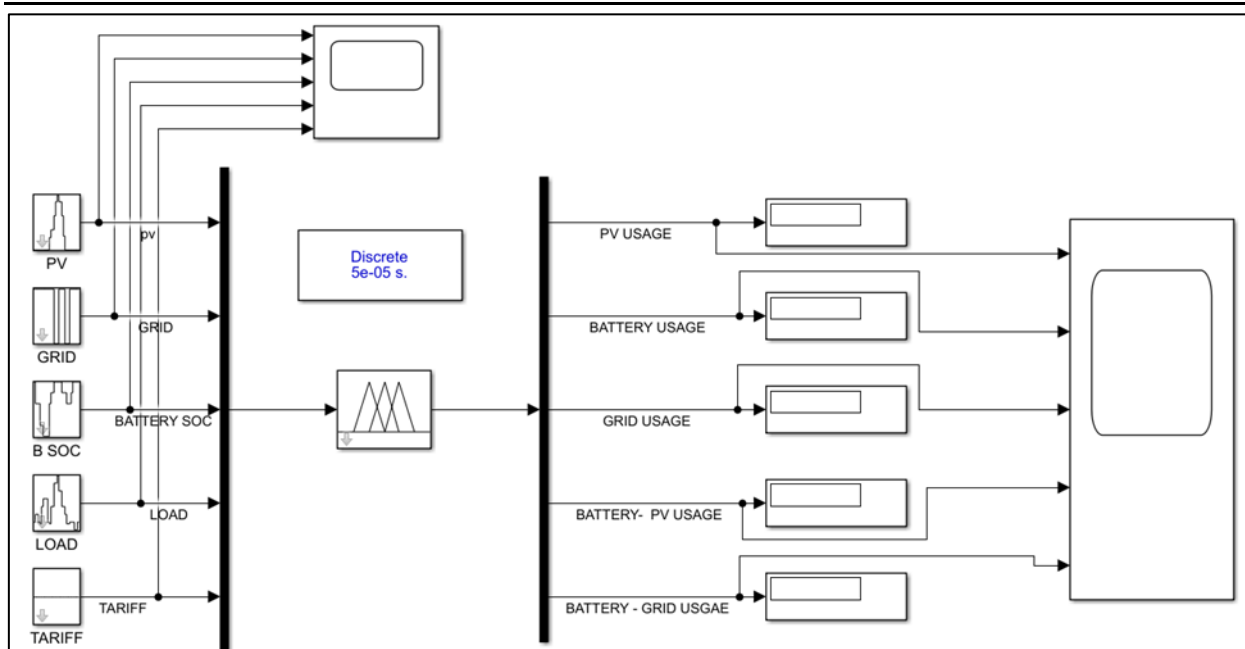 PV
pv
GRID
GRID
B SOC
BATTERY SOC
LOAD
LOAD
TARIFF
TARIFF
Discrete
5e-05 s.
PV USAGE
BATTERY USAGE
GRID USAGE
BATTERY- PV USAGE
BATTERY - GRID USGAE